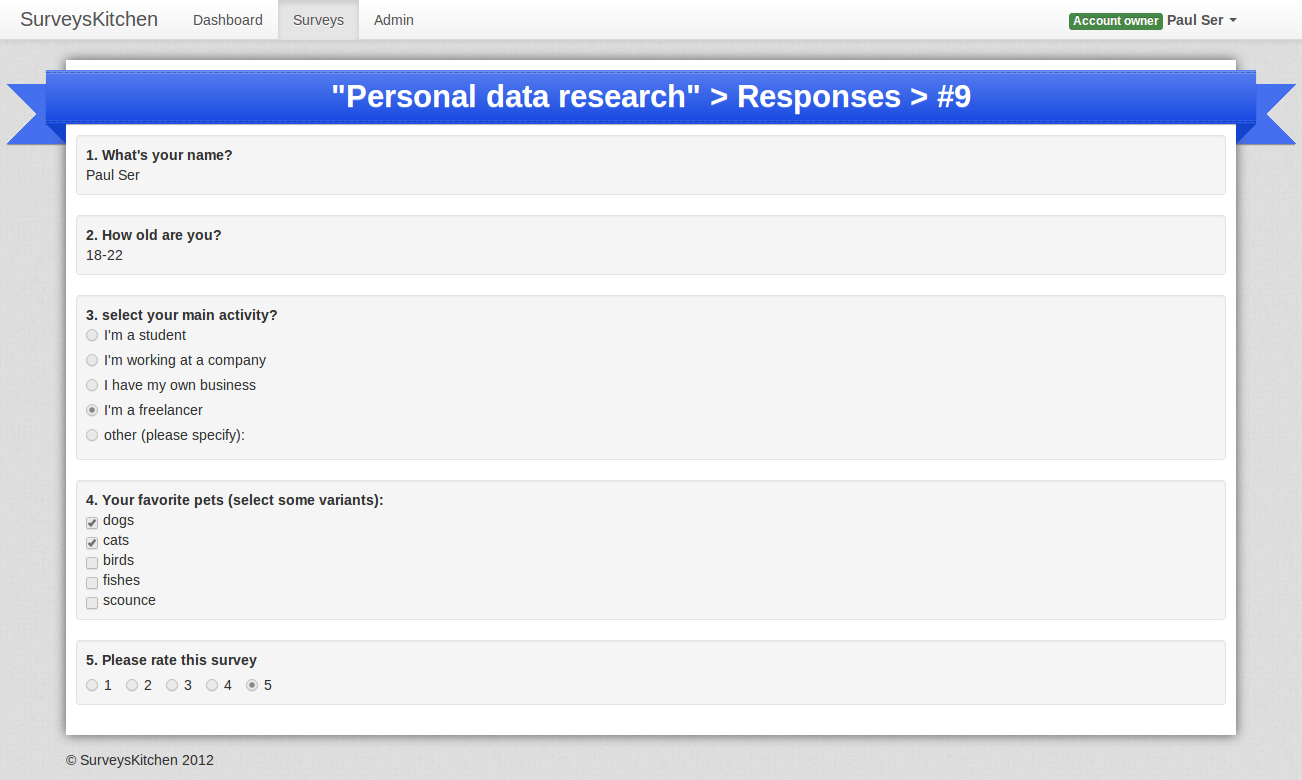 SurveysKitchen Dashboard Surveys Admin Account owner Paul Ser
"Personal data research" > Responses > #9
1. What's your name?
Paul Ser
2. How old are you?
18-22
3. select your main activity?
I'm a student
I'm working at a company
I have my own business
I'm a freelancer
other (please specify):
4. Your favorite pets (select some variants):
dogs
cats
birds
fishes
scounce
5. Please rate this survey
1 2 3 4 5
© SurveysKitchen 2012